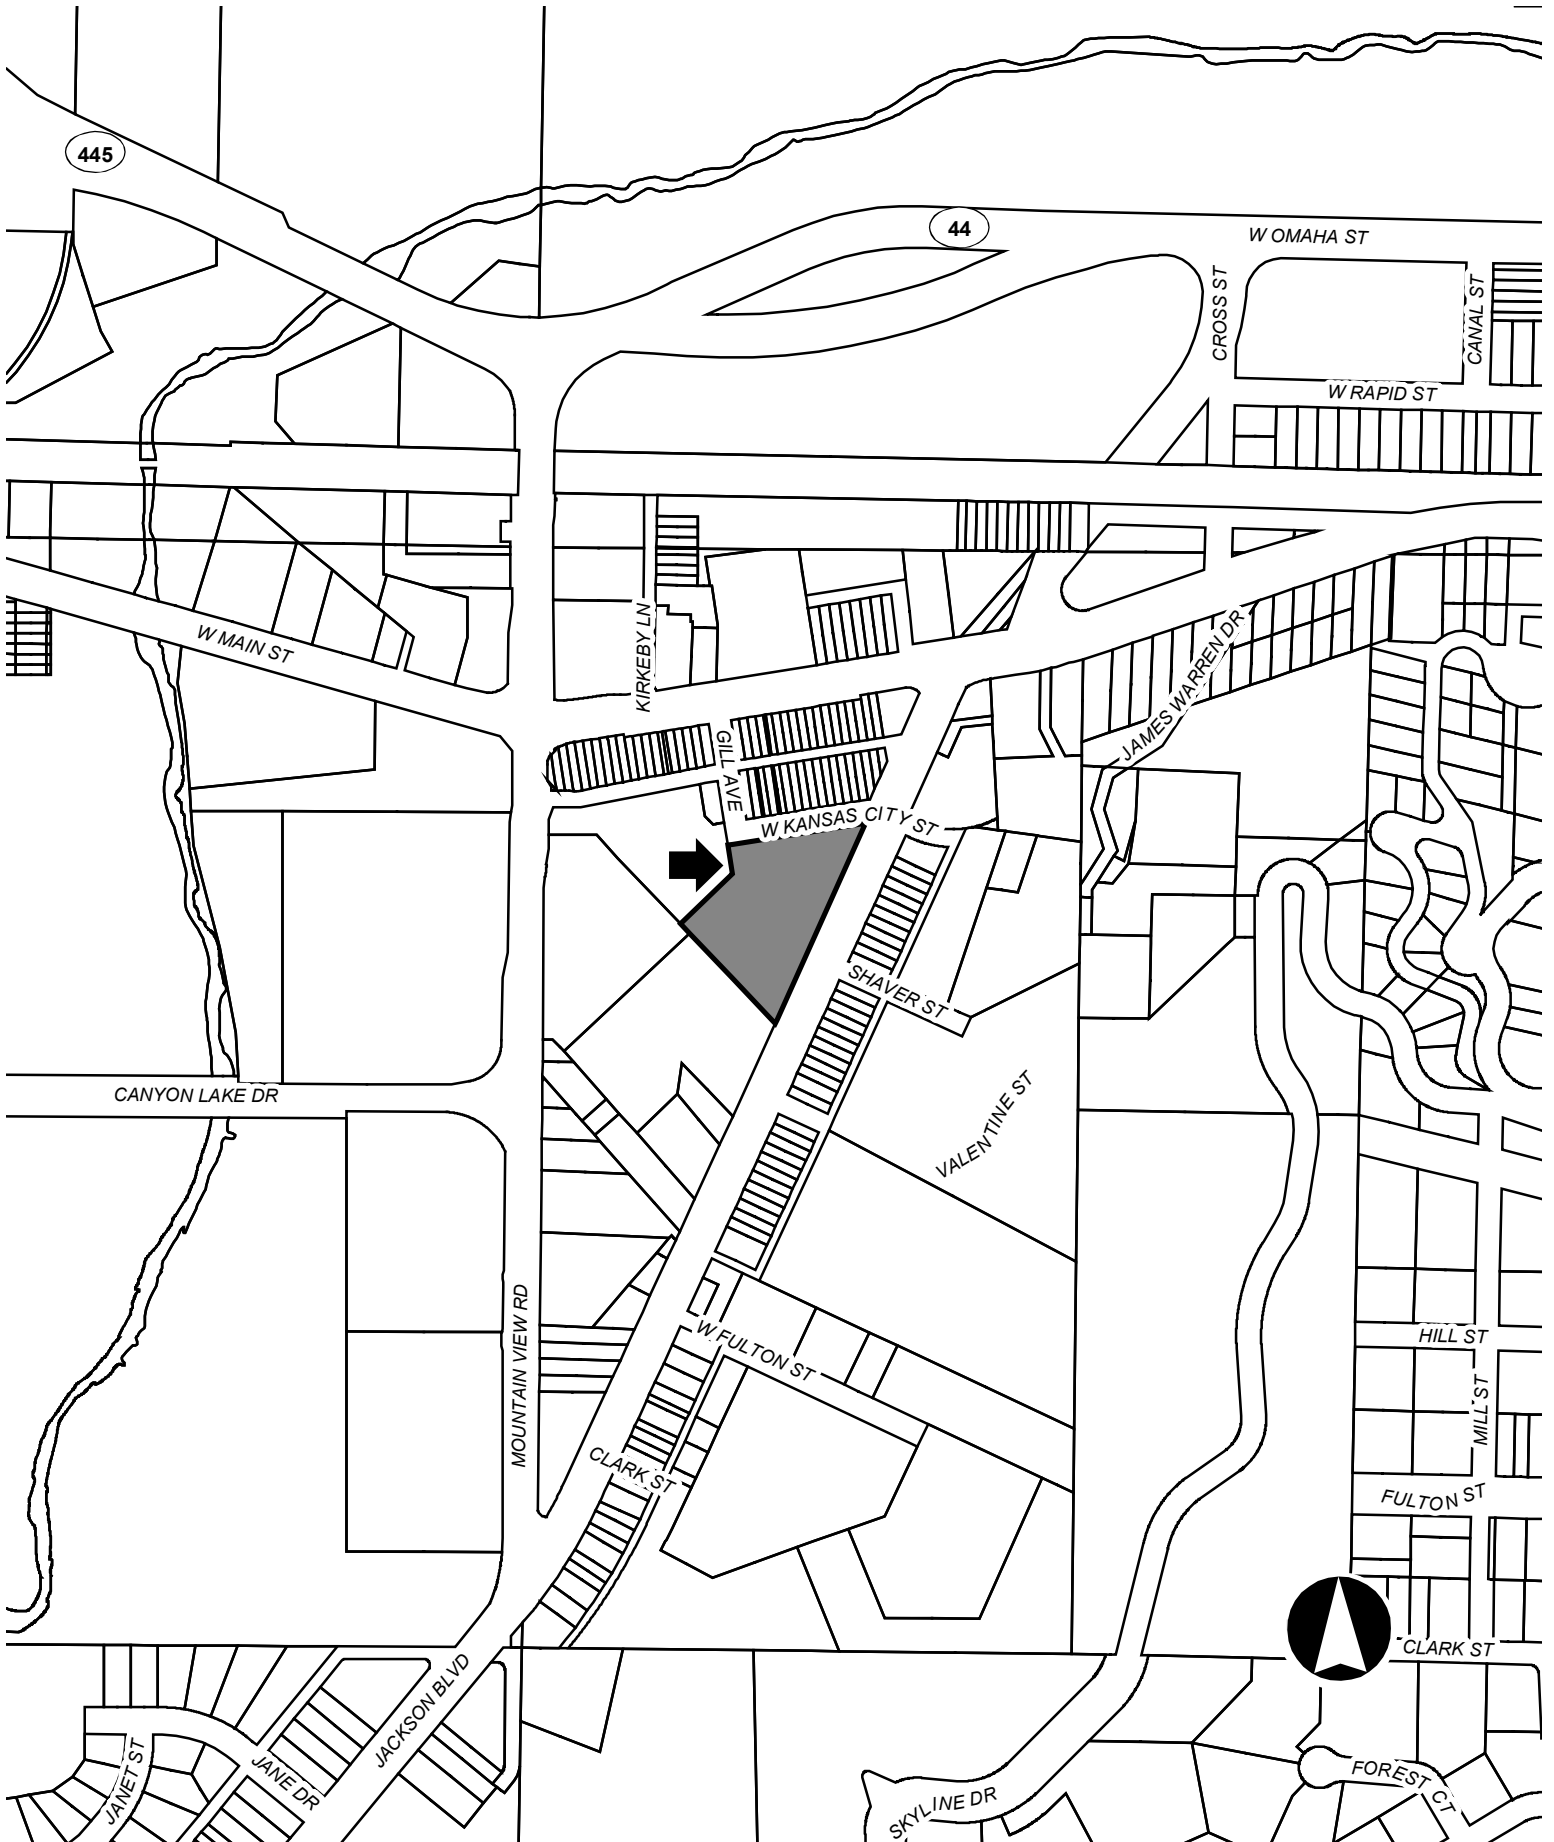 445
44
W OMAHA ST
CROSS ST
CANAL ST
W RAPID ST
KIRKEBY LN
W MAIN ST
JAMES WARREN DR
GILL AVE
W KANSAS CITY ST
SHAVER ST
VALENTINE ST
CANYON LAKE DR
MOUNTAIN VIEW RD
W FULTON ST
HILL ST
MILL ST
CLARK ST
FULTON ST
CLARK ST
JACKSON BLVD
JANET ST
JANE DR
SKYLINE DR
FOREST CT